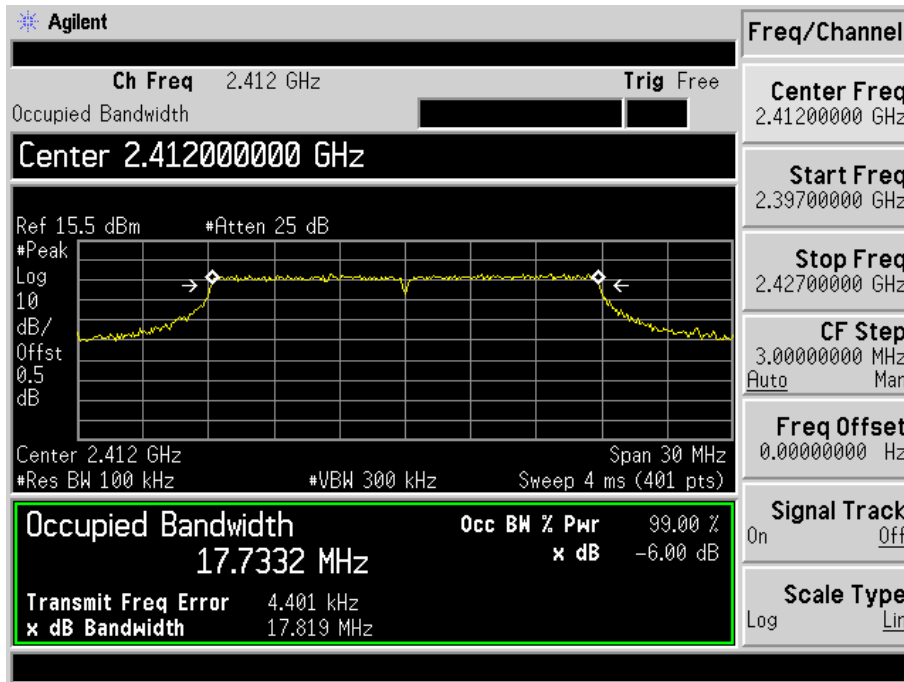 Agilent
Freq/Channel
Ch Freq 2.412 GHz Trig Free
Occupied Bandwidth
Center 2.412000000 GHz
Ref 15.5 dBm #Atten 25 dB
#Peak
Log
10
dB/
Offst
0.5
dB
Center 2.412 GHz Span 30 MHz
#Res BW 100 kHz #VBW 300 kHz Sweep 4 ms (401 pts)
Occupied Bandwidth
17.7332 MHz
Occ BW % Pwr 99.00 %
x dB -6.00 dB
Transmit Freq Error 4.401 kHz
x dB Bandwidth 17.819 MHz
Center Freq
2.41200000 GHz
Start Freq
2.39700000 GHz
Stop Freq
2.42700000 GHz
CF Step
3.00000000 MHz
Auto Man
Freq Offset
0.00000000 Hz
Signal Track
On Off
Scale Type
Log Lin